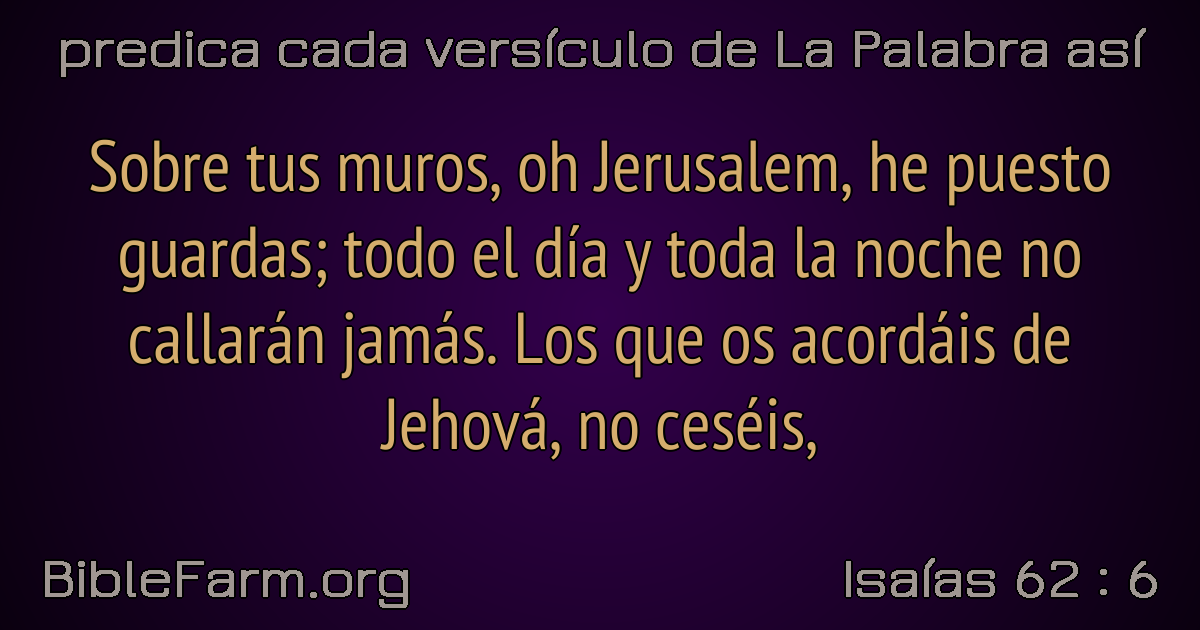 predica cada versículo de La Palabra así
Sobre tus muros, oh Jerusalem, he puesto
guardas; todo el día y toda la noche no
callarán jamás. Los que os acordáis de
Jehová, no ceséis,
BibleFarm.org
Isaías 62 : 6